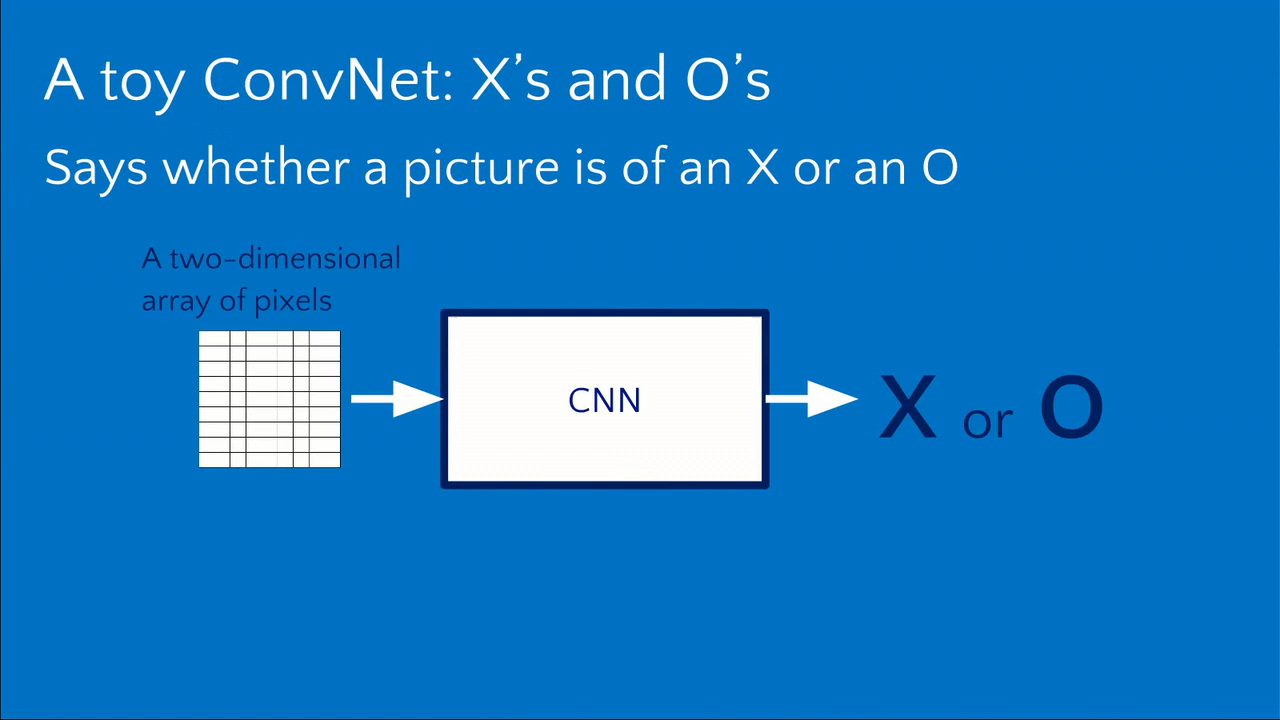 A toy ConvNet: X’s and O’s
Says whether a picture is of an X or an O
A two-dimensional
array of pixels
CNN
X or O